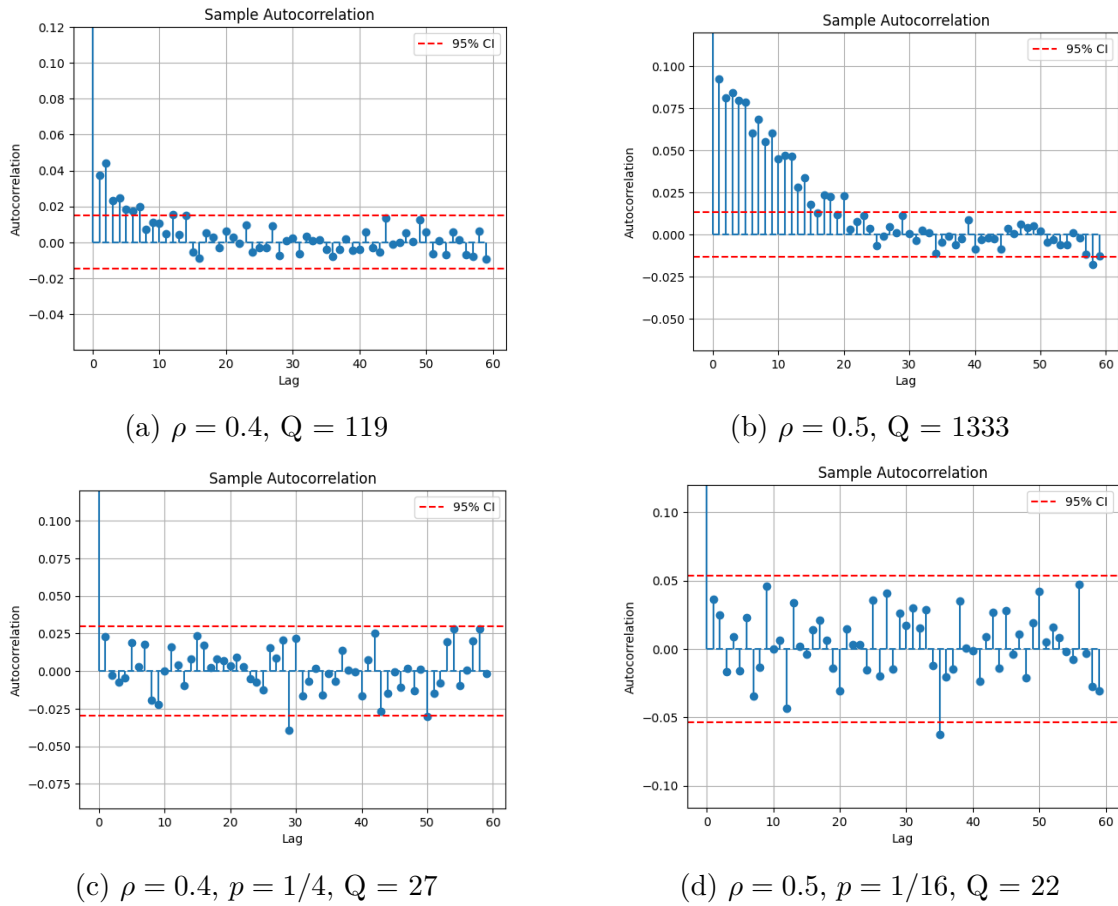 Sample Autocorrelation
95% CI
0.12
0.10
0.08
0.06
0.04
0.02
0.00
−0.02
−0.04
Autocorrelation
0 10 20 30 40 50 60
Lag
(a) ρ = 0.4, Q = 119
Sample Autocorrelation
95% CI
0.100
0.075
0.050
0.025
0.000
−0.025
−0.050
Autocorrelation
0 10 20 30 40 50 60
Lag
(b) ρ = 0.5, Q = 1333
Sample Autocorrelation
95% CI
0.100
0.075
0.050
0.025
0.000
−0.025
−0.050
−0.075
Autocorrelation
0 10 20 30 40 50 60
Lag
(c) ρ = 0.4, p = 1/4, Q = 27
Sample Autocorrelation
95% CI
0.10
0.05
0.00
−0.05
−0.10
Autocorrelation
0 10 20 30 40 50 60
Lag
(d) ρ = 0.5, p = 1/16, Q = 22